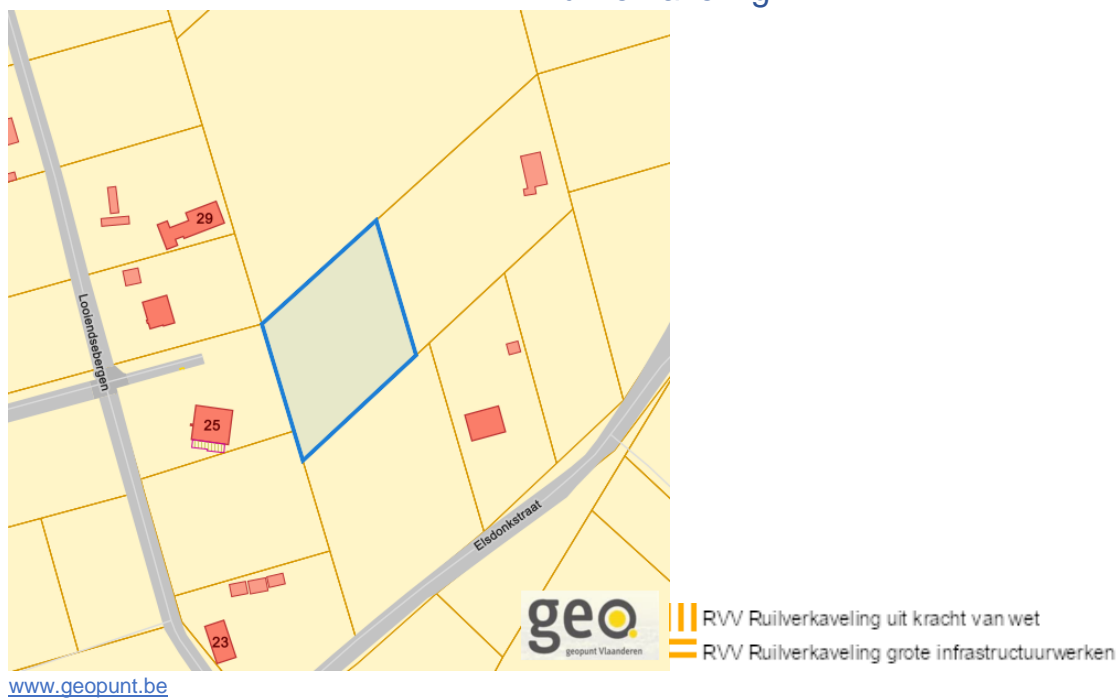 29
Looiendsebergen
25
Elsdonkstraat
23
geo
geopunt Vlaanderen
RVV Ruilverkaveling uit kracht van wet
RVV Ruilverkaveling grote infrastructuurwerken
www.geopunt.be